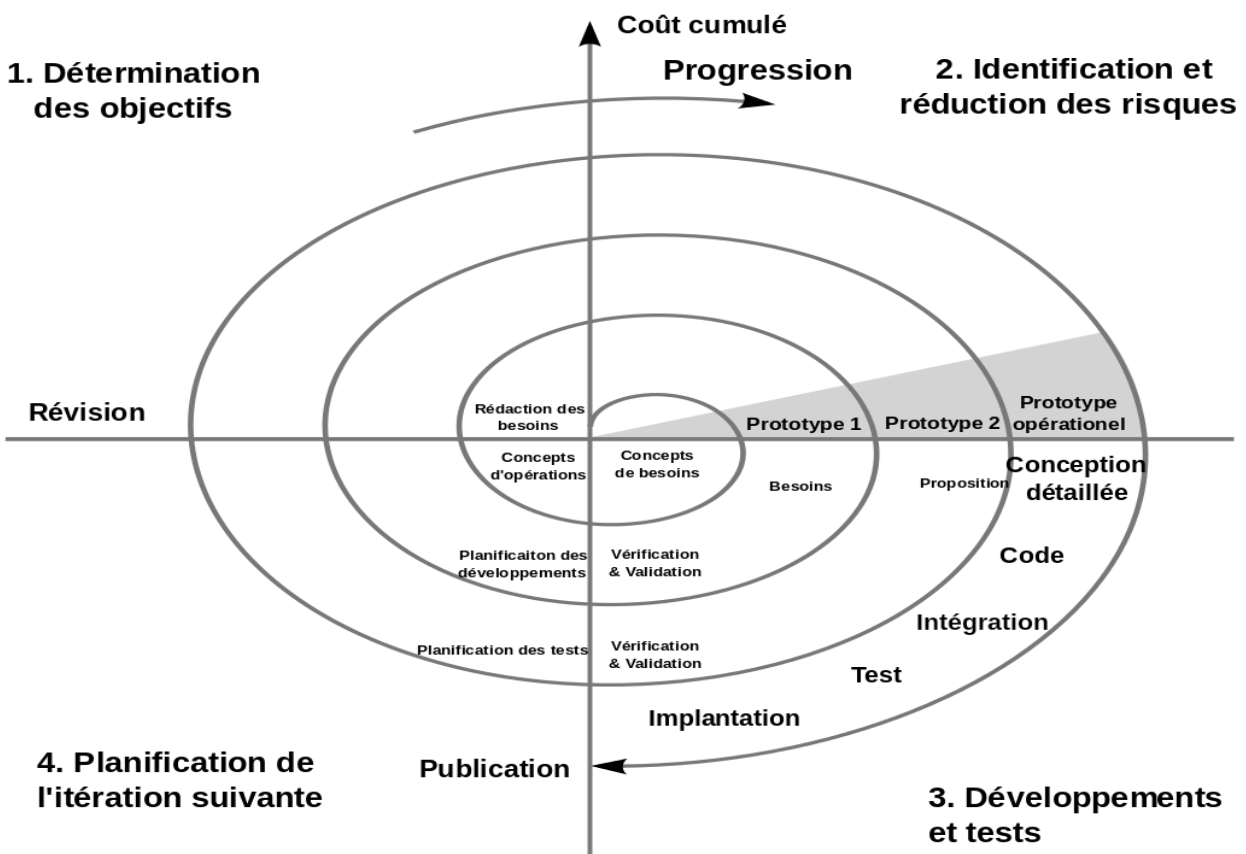 Coût cumulé
Progression
1. Détermination
des objectifs
2. Identification et
réduction des risques
Révision
Rédaction des
besoins
Prototype 1
Prototype 2
Prototype
opérationel
Concepts
d'opérations
Concepts
de besoins
Besoins
Proposition
Conception
détaillée
Planificaiton des
développements
Vérification
& Validation
Code
Intégration
Planification des tests
Vérification
& Validation
Test
Implantation
Publication
4. Planification de
l'itération suivante
3. Développements
et tests